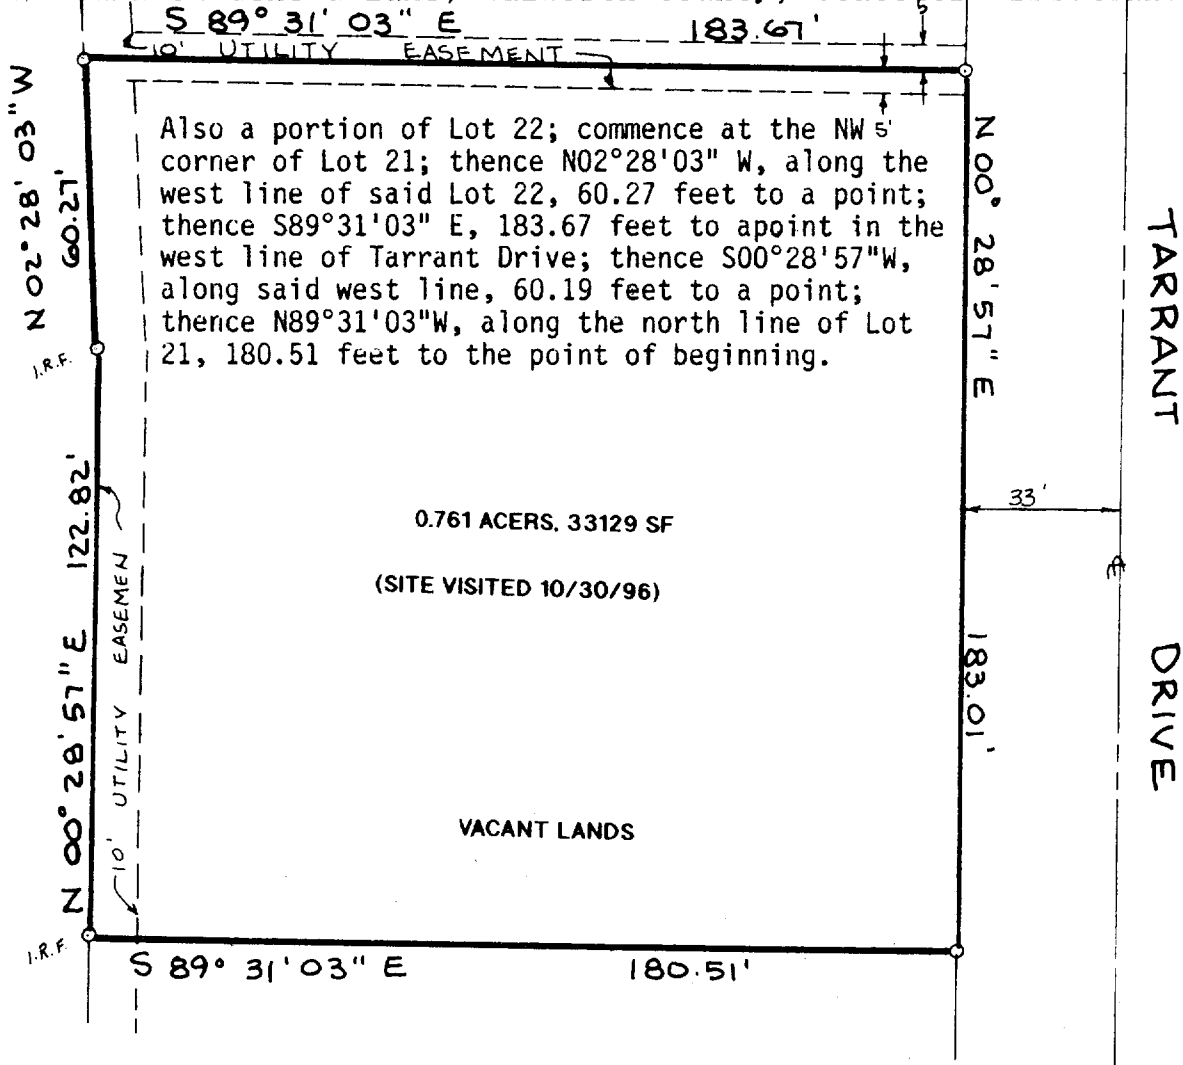 S 89° 31' 03" E 183.67'
5'
10' UTILITY EASEMENT
N 02° 28' 03" W
60.27'
Also a portion of Lot 22; commence at the NW 5'
corner of Lot 21; thence N02°28'03" W, along the
west line of said Lot 22, 60.27 feet to a point;
thence S89°31'03" E, 183.67 feet to apoint in the
west line of Tarrant Drive; thence S00°28'57"W,
along said west line, 60.19 feet to a point;
thence N89°31'03"W, along the north line of Lot
21, 180.51 feet to the point of beginning.
N 00° 28' 57" E
TARRANT DRIVE
I.R.F.
122.82'
33'
0.761 ACERS, 33129 SF
(SITE VISITED 10/30/96)
N 00° 28' 57" E
10' UTILITY EASEMEN
183.01'
VACANT LANDS
I.R.F.
S 89° 31' 03" E 180.51'